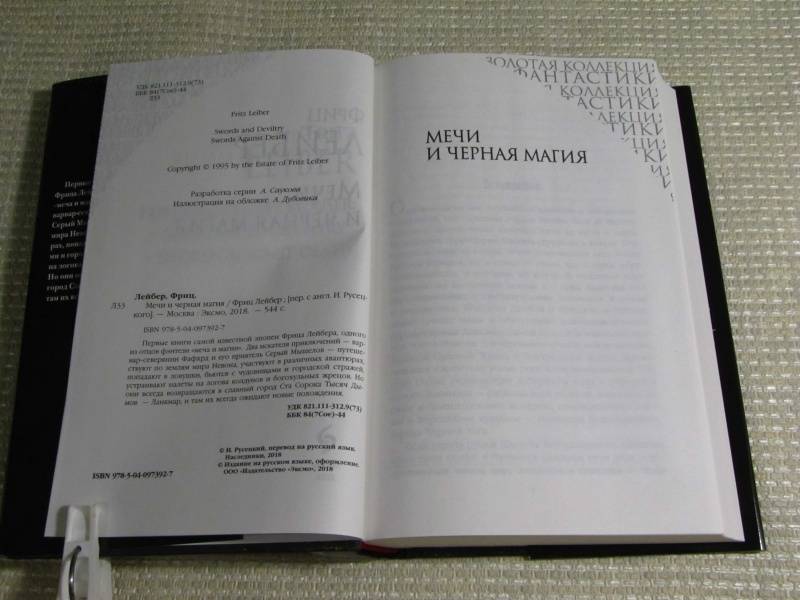 УДК 821.111-312.9(73)
ББК 84(7Сое)-44
Л33
Fritz Leiber
Swords and Deviltry
Swords Against Death
Copyright © 1995 by the Estate of Fritz Leiber
Разработка серии А. Саукова
Иллюстрация на обложке А. Дубовика
Лейбер, Фриц.
Л33 Мечи и черная магия / Фриц Лейбер ; [пер. с англ. И. Русец-
кого]. — Москва : Эксмо, 2018. — 544 с.
ISBN 978-5-04-097392-7
Первые книги самой известной эпопеи Фрица Лейбера, одного
из отцов фэнтези «меча и магии». Два искателя приключений — вар-
вар-северянин Фафхрд и его приятель Серый Мышелов — путеше-
ствуют по землям мира Невона, участвуют в различных авантюрах,
попадают в ловушки, бьются с чудовищами и городской стражей,
устраивают налеты на логова колдунов и богохульных жрецов. Но
они всегда возвращаются в славный город Ста Сорока Тысяч Ды-
мов — Ланкмар, и там их всегда ожидают новые похождения.
УДК 821.111-312.9(73)
ББК 84(7Сое)-44
© И. Русецкий, перевод на русский язык.
Наследники, 2018
© Издание на русском языке, оформление.
ООО «Издательство «Эксмо», 2018
ISBN 978-5-04-097392-7
ЗОЛОТАЯ КОЛЛЕКЦИ
ФАНТАСТИКИ
КОЛЛЕКЦИ
ТАСТИКИ
ЛЕКЦИ
ТИКИ
МЕЧИ
И ЧЕРНАЯ МАГИЯ